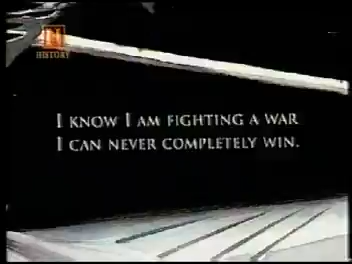 H
HISTORY
I KNOW I AM FIGHTING A WAR
I CAN NEVER COMPLETELY WIN.